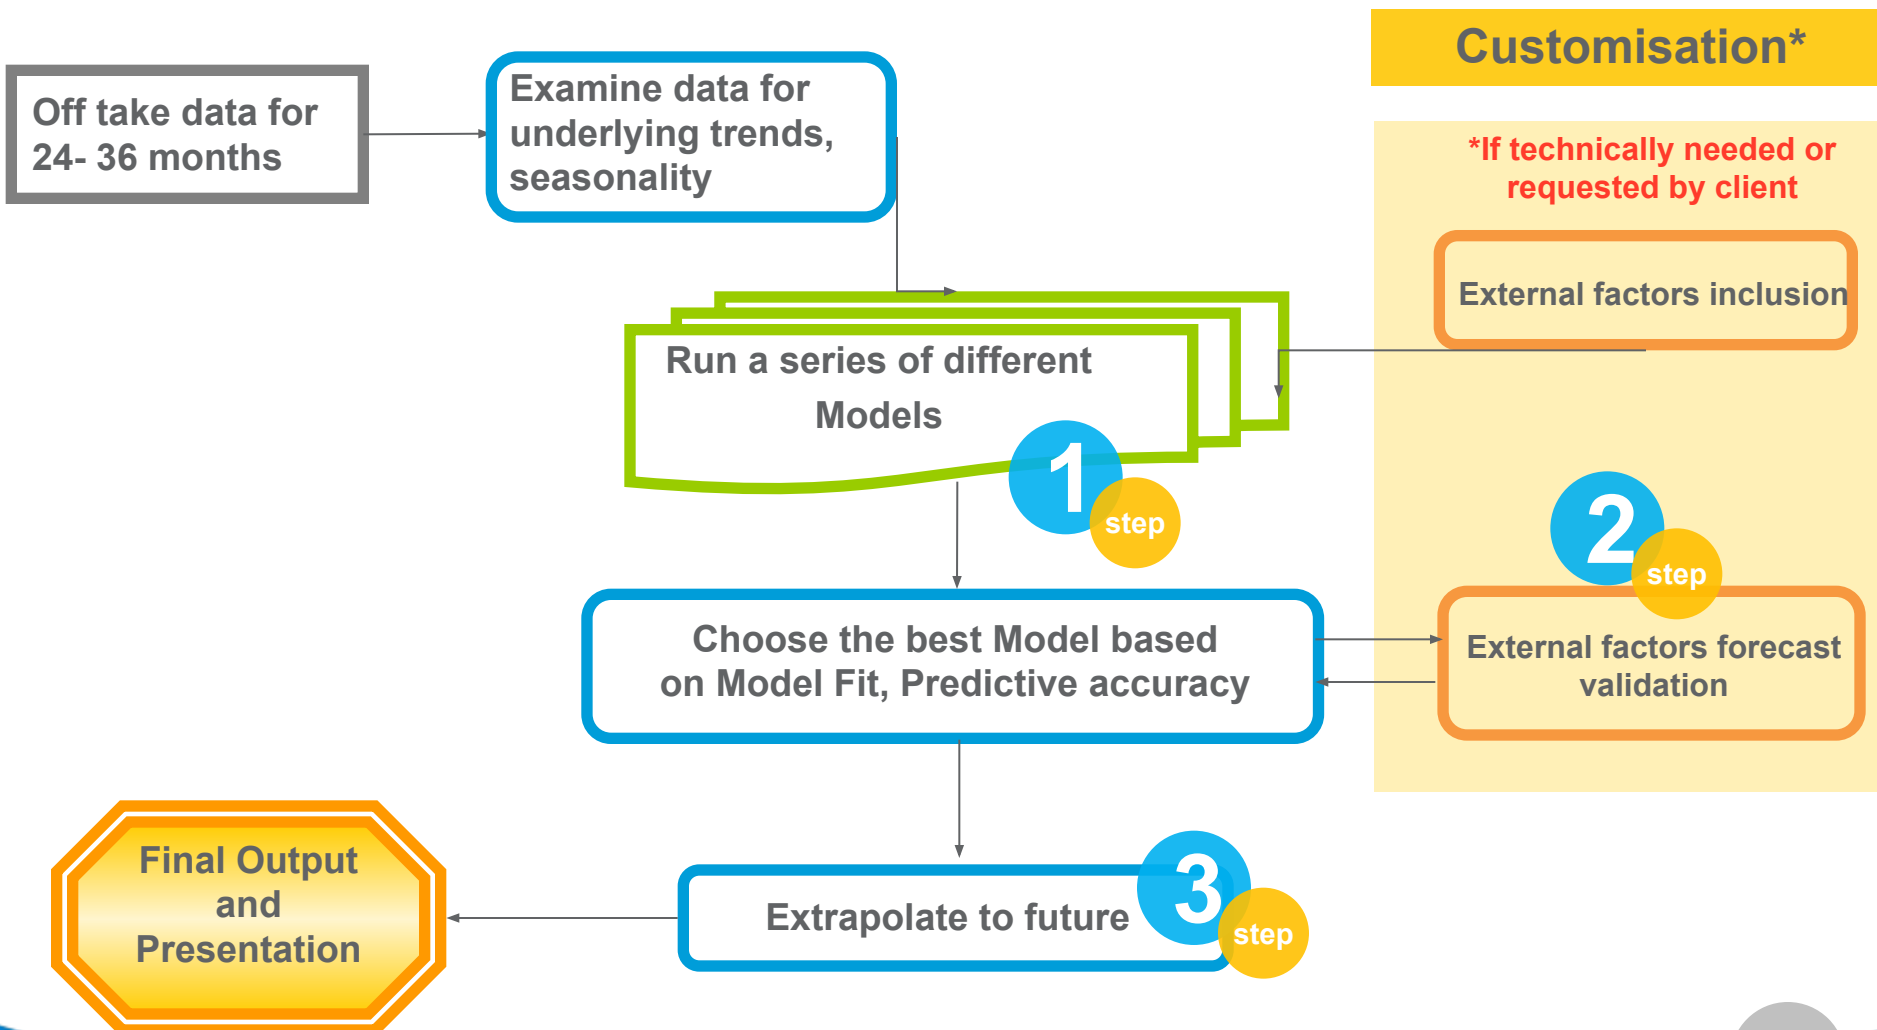 Customisation*
Off take data for
24- 36 months
Examine data for
underlying trends,
seasonality
*If technically needed or
requested by client
External factors inclusion
Run a series of different
Models
1
step
2
step
Choose the best Model based
on Model Fit, Predictive accuracy
External factors forecast
validation
Final Output
and
Presentation
Extrapolate to future
3
step